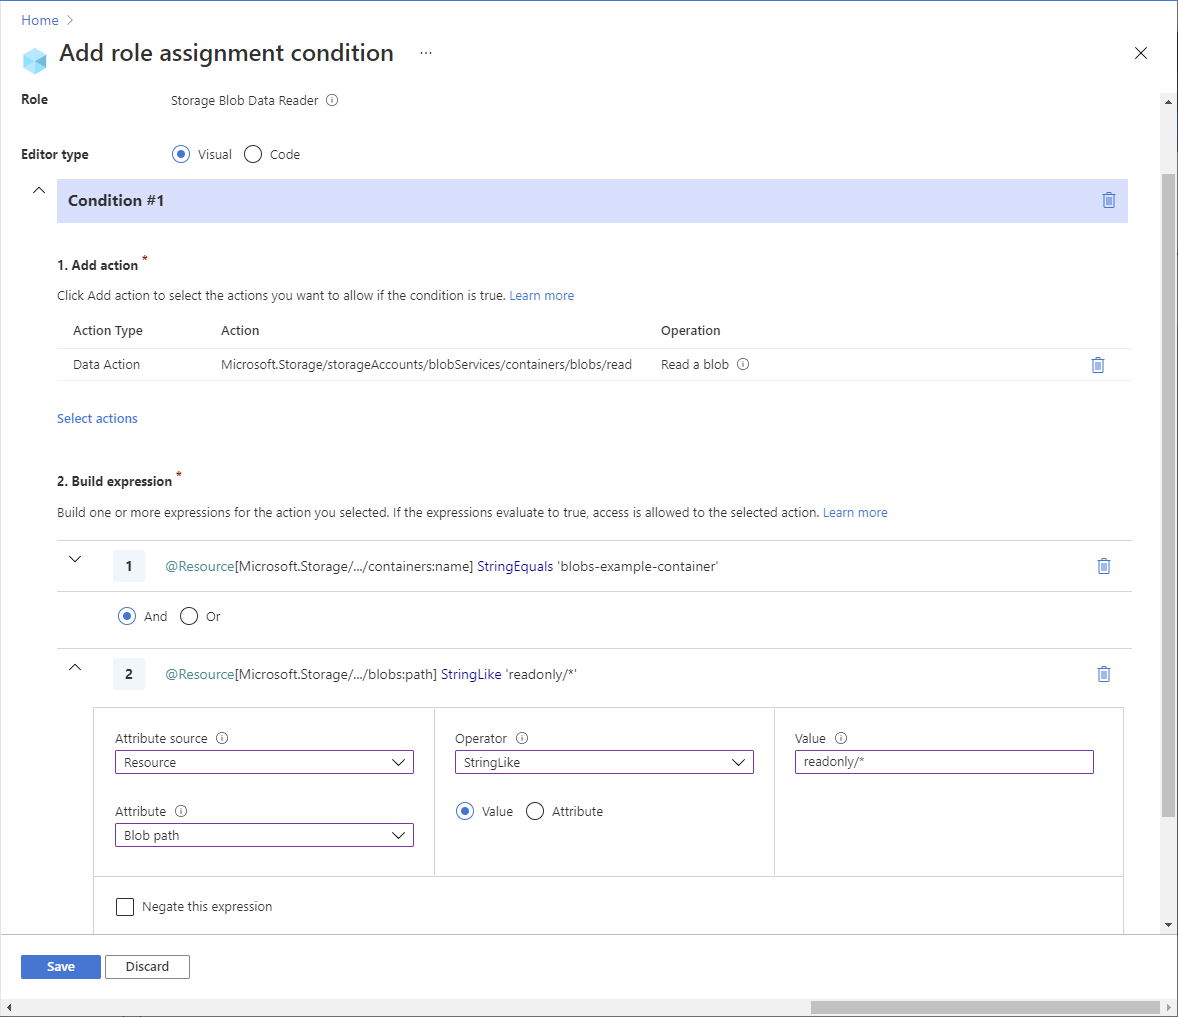 Home
Add role assignment condition ...
Role Storage Blob Data Reader
Editor type Visual Code
Condition #1
1. Add action *
Click Add action to select the actions you want to allow if the condition is true. Learn more
Action Type Action Operation
Data Action Microsoft.Storage/storageAccounts/blobServices/containers/blobs/read Read a blob
Select actions
2. Build expression *
Build one or more expressions for the action you selected. If the expressions evaluate to true, access is allowed to the selected action. Learn more
1 @Resource[Microsoft.Storage/.../containers:name] StringEquals 'blobs-example-container'
And Or
2 @Resource[Microsoft.Storage/.../blobs:path] StringLike 'readonly/*'
Attribute source Operator Value
Resource StringLike readonly/*
Attribute Value Attribute
Blob path
Negate this expression
Save Discard